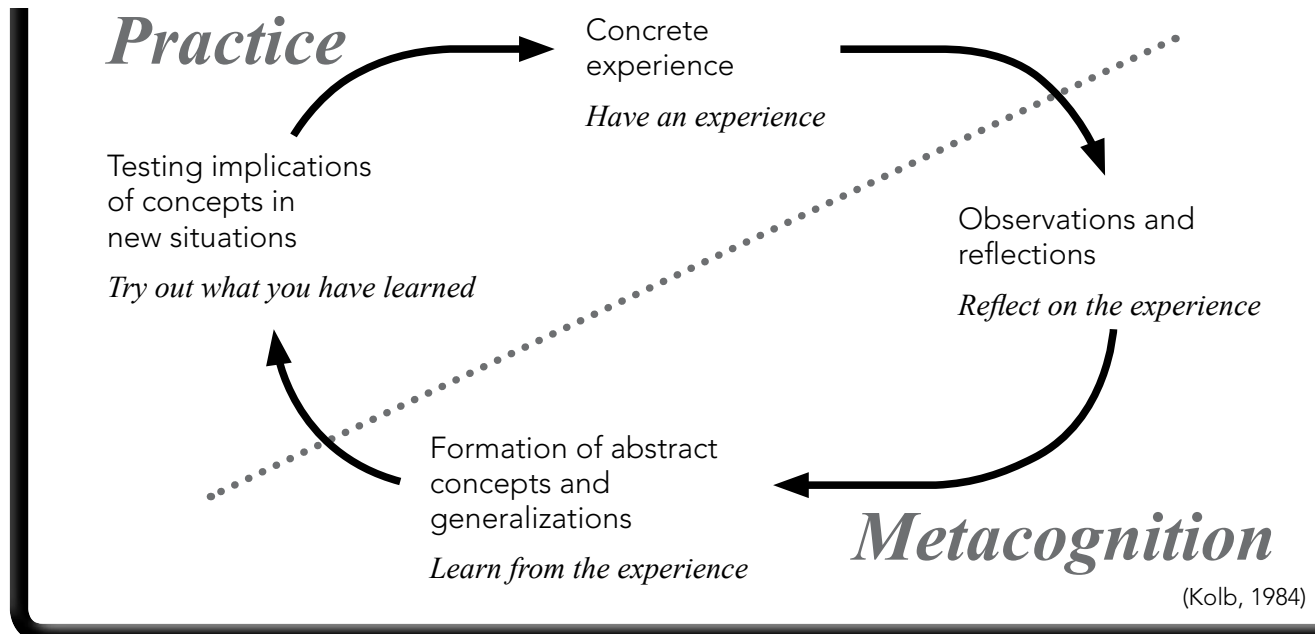 Practice
Concrete
experience
Have an experience
Testing implications
of concepts in
new situations
Try out what you have learned
Observations and
reflections
Reflect on the experience
Formation of abstract
concepts and
generalizations
Learn from the experience
Metacognition
(Kolb, 1984)